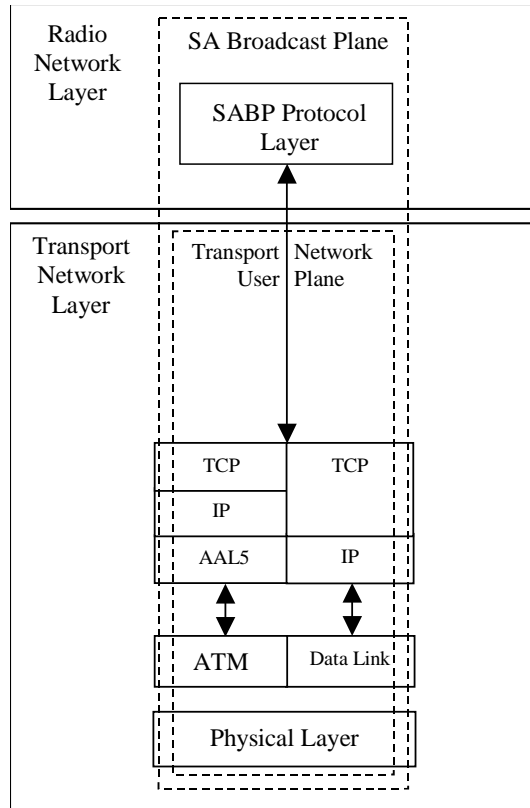 Radio
Network
Layer
SA Broadcast Plane
SABP Protocol
Layer
Transport
Network
Layer
Transport Network
User Plane
TCP
TCP
IP
AAL5
IP
ATM
Data Link
Physical Layer